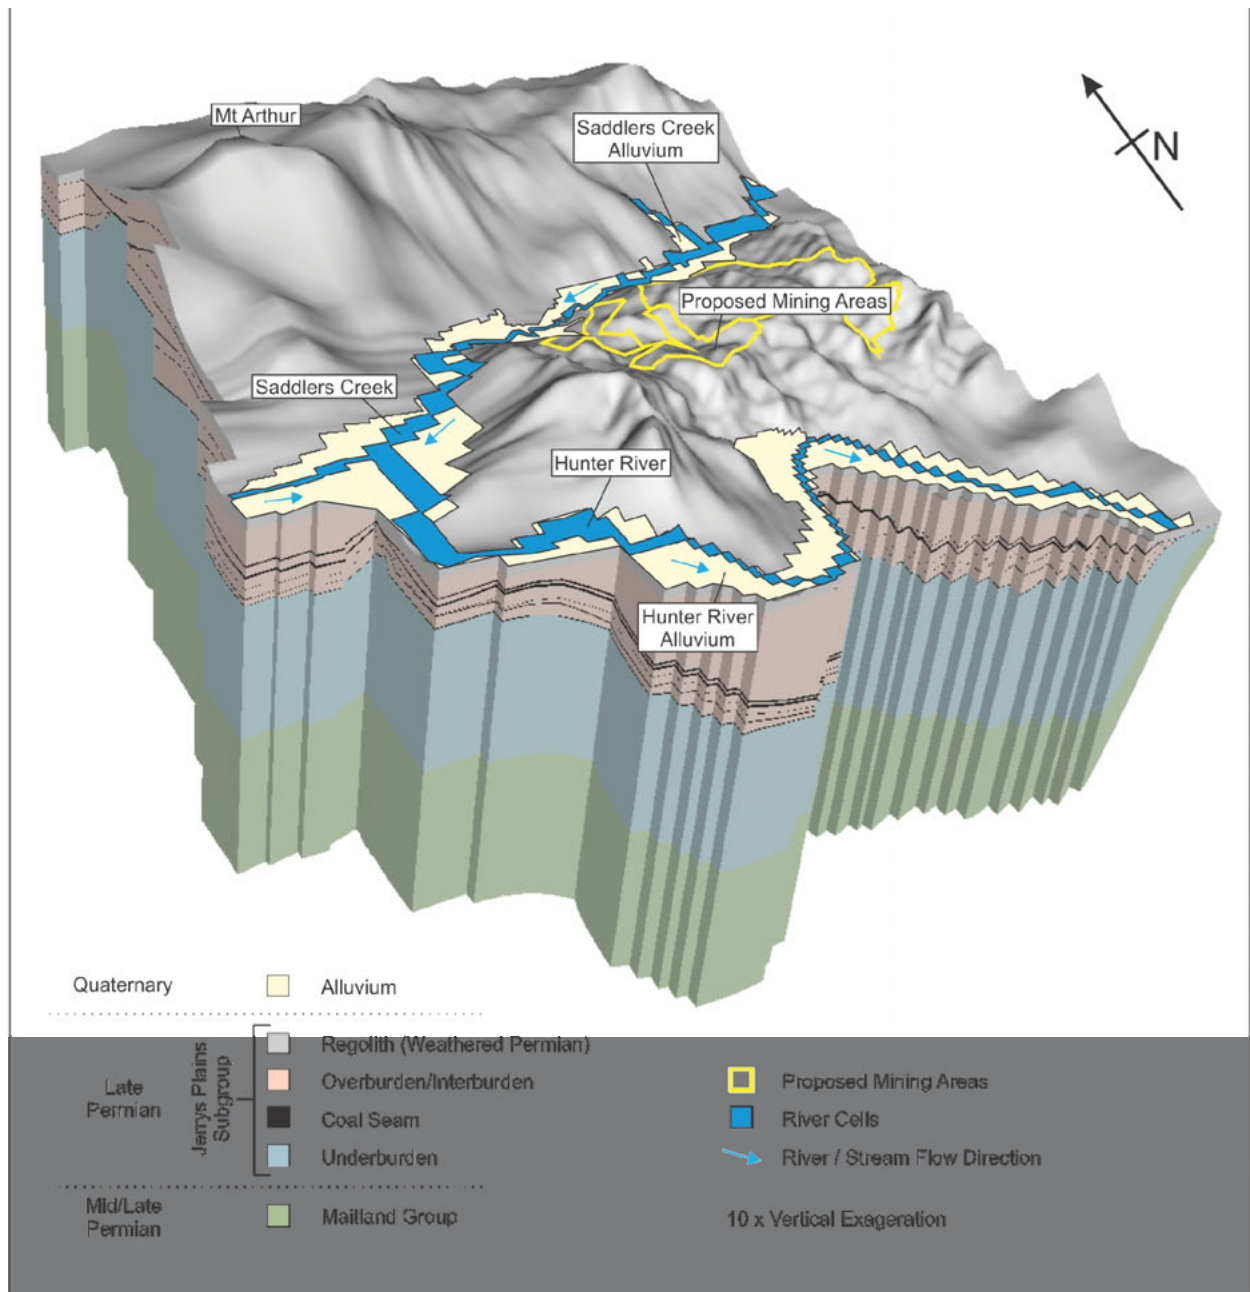 Mt Arthur
Saddlers Creek
Alluvium
N
Proposed Mining Areas
Saddlers Creek
Hunter River
Hunter River
Alluvium
Quaternary
Alluvium
Late
Permian
Jerrys Plains
Subgroup
Regolith (Weathered Permian)
Overburden/Interburden
Coal Seam
Underburden
Mid/Late
Permian
Maitland Group
Proposed Mining Areas
River Cells
River / Stream Flow Direction
10 x Vertical Exageration